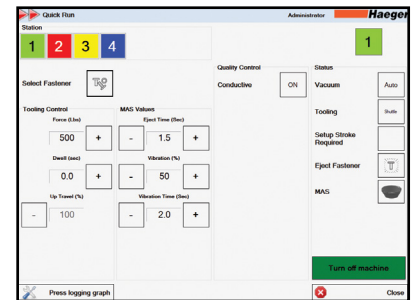 Quick Run
Administrator
Haeger
Station
1 2 3 4
1
Select Fastener
Quality Control
Conductive
ON
Status
Vacuum
Auto
Tooling
Shuttle
Setup Stroke
Required
Eject Fastener
MAS
Tooling Control
Force (Lbs)
500 +
Dwell (sec)
0.0 +
Up Travel (%)
- 100
MAS Values
Eject Time (Sec)
- 1.5 +
Vibration (%)
- 50 +
Vibration Time (Sec)
- 2.0 +
Turn off machine
Press logging graph
Close